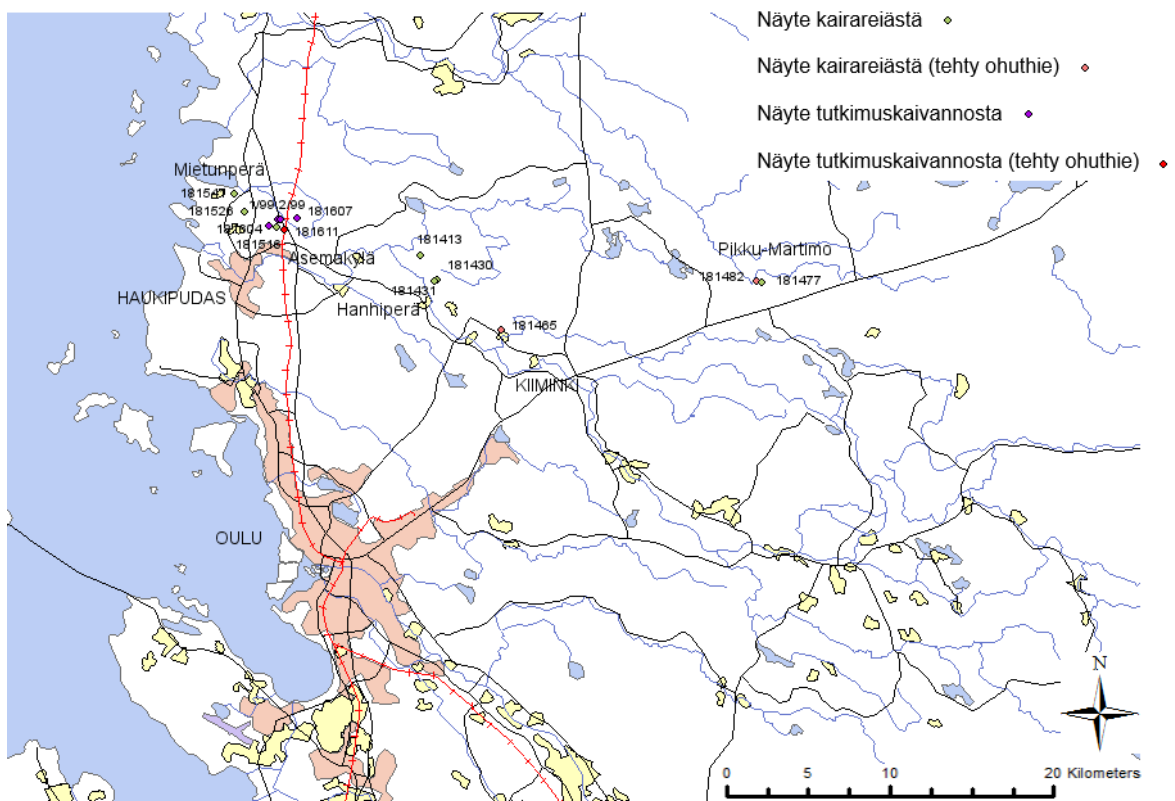 Näyte kairareiästä
Näyte kairareiästä (tehty ohuthie)
Näyte tutkimuskaivannosta
Näyte tutkimuskaivannosta (tehty ohuthie)
Mietunperä
1/99 2/99
181607
181611
181516
Asemakylä
181413
181430
181431
Pikku-Martimo
181482
181477
HAUKIPUDAS
Hanhiperä
181465
KIIMINKI
OULU
N
0 5 10 20 Kilometers